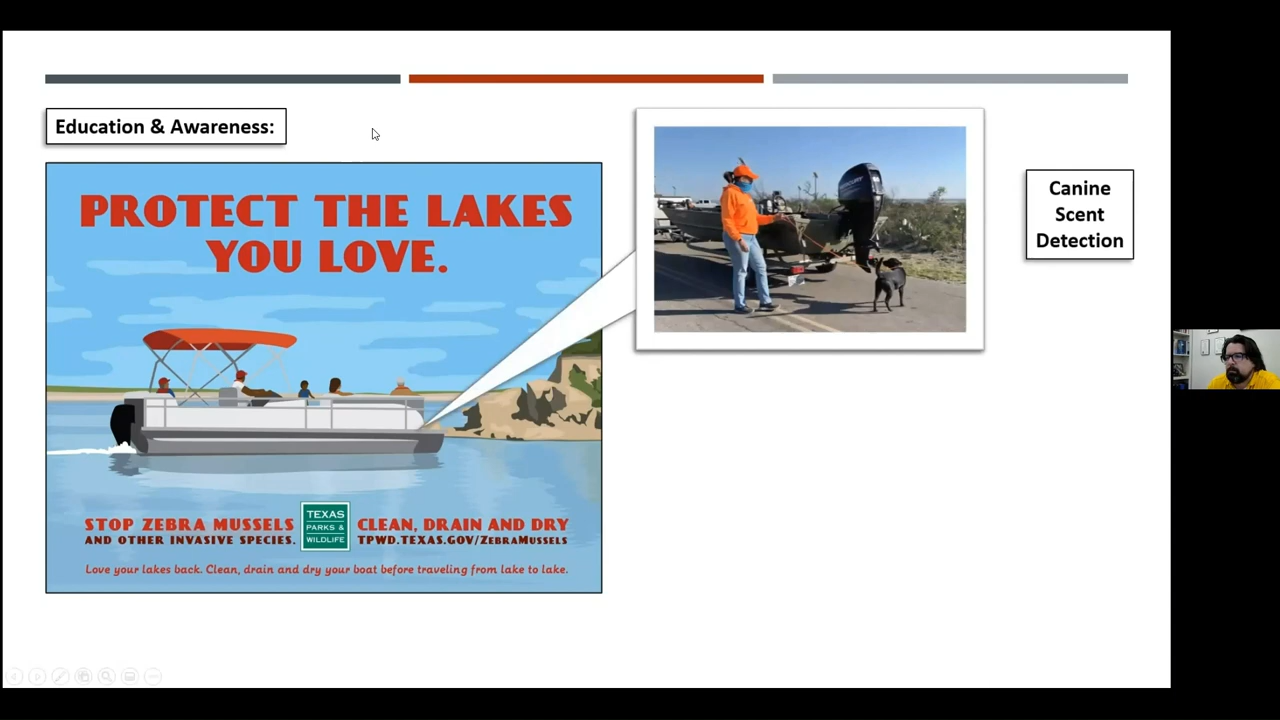 Education & Awareness:
PROTECT THE LAKES
YOU LOVE.
STOP ZEBRA MUSSELS
AND OTHER INVASIVE SPECIES.
TEXAS
PARKS &
WILDLIFE
CLEAN, DRAIN AND DRY
TPWD.TEXAS.GOV/ZEBRAMUSSELS
Love your lakes back. Clean, drain and dry your boat before traveling from lake to lake.
Canine
Scent
Detection